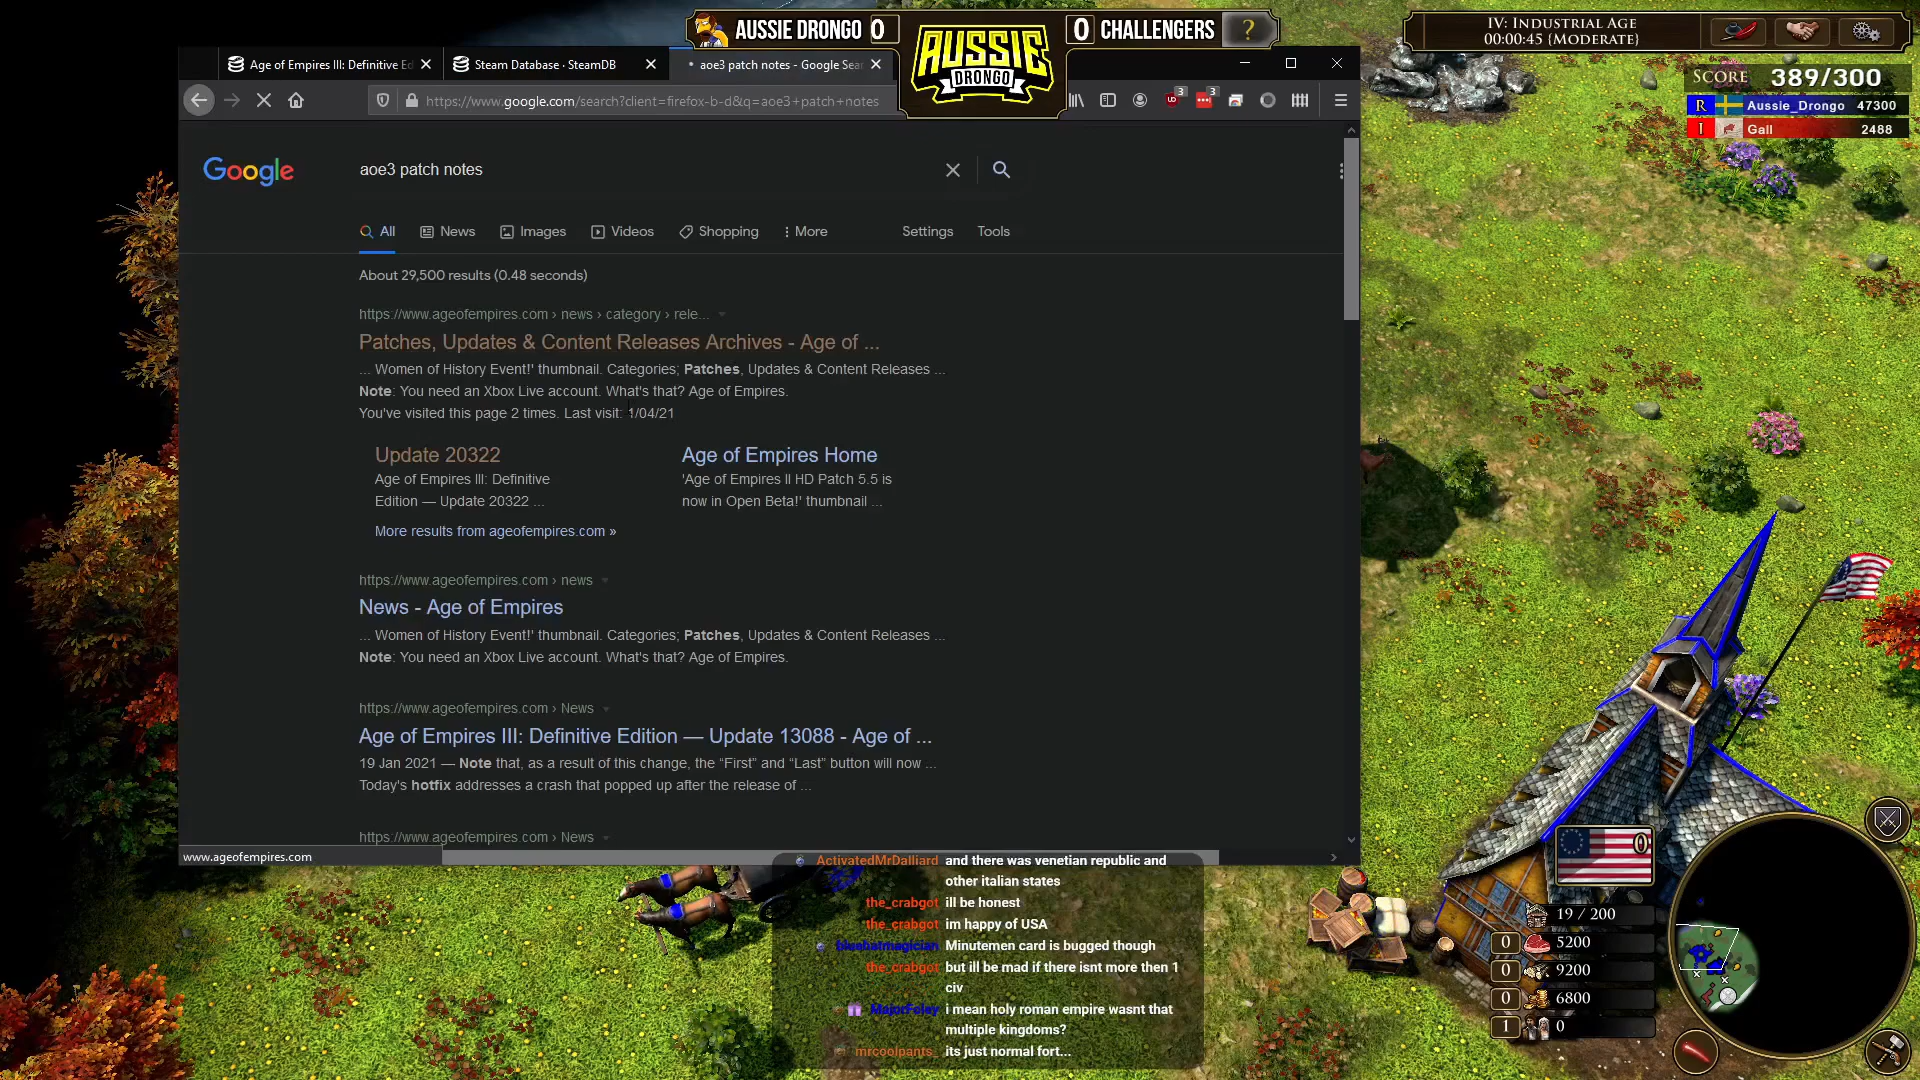 AUSSIE DRONGO 0
AUSSIE
DRONGO
0 CHALLENGERS ?
IV: Industrial Age
00:00:45 (Moderate)
Score 389/300
R Aussie_Drongo 47300
I Gall 2488
Age of Empires III: Definitive Ed
Steam Database · SteamDB
aoe3 patch notes - Google Sear
https://www.google.com/search?client=firefox-b-d&q=aoe3+patch+notes
3
3
Google
aoe3 patch notes
All
News
Images
Videos
Shopping
More
Settings
Tools
About 29,500 results (0.48 seconds)
https://www.ageofempires.com › news › category › rele...
Patches, Updates & Content Releases Archives - Age of ...
... Women of History Event!' thumbnail. Categories; Patches, Updates & Content Releases ...
Note: You need an Xbox Live account. What's that? Age of Empires.
You've visited this page 2 times. Last visit: 1/04/21
Update 20322
Age of Empires III: Definitive
Edition — Update 20322 ...
Age of Empires Home
'Age of Empires II HD Patch 5.5 is
now in Open Beta!' thumbnail ...
More results from ageofempires.com »
https://www.ageofempires.com › news
News - Age of Empires
... Women of History Event!' thumbnail. Categories; Patches, Updates & Content Releases ...
Note: You need an Xbox Live account. What's that? Age of Empires.
https://www.ageofempires.com › News
Age of Empires III: Definitive Edition — Update 13088 - Age of ...
19 Jan 2021 — Note that, as a result of this change, the “First” and “Last” button will now ...
Today's hotfix addresses a crash that popped up after the release of ...
https://www.ageofempires.com › News
www.ageofempires.com
ActivatedMrDalliard and there was venetian republic and
other italian states
the_crabgot ill be honest
the_crabgot im happy of USA
bluebatmagician Minutemen card is bugged though
the_crabgot but ill be mad if there isnt more then 1
civ
MajorFoley i mean holy roman empire wasnt that
multiple kingdoms?
mrcoolpants_ its just normal fort...
0
19 / 200
0 5200
0 9200
0 6800
1 0